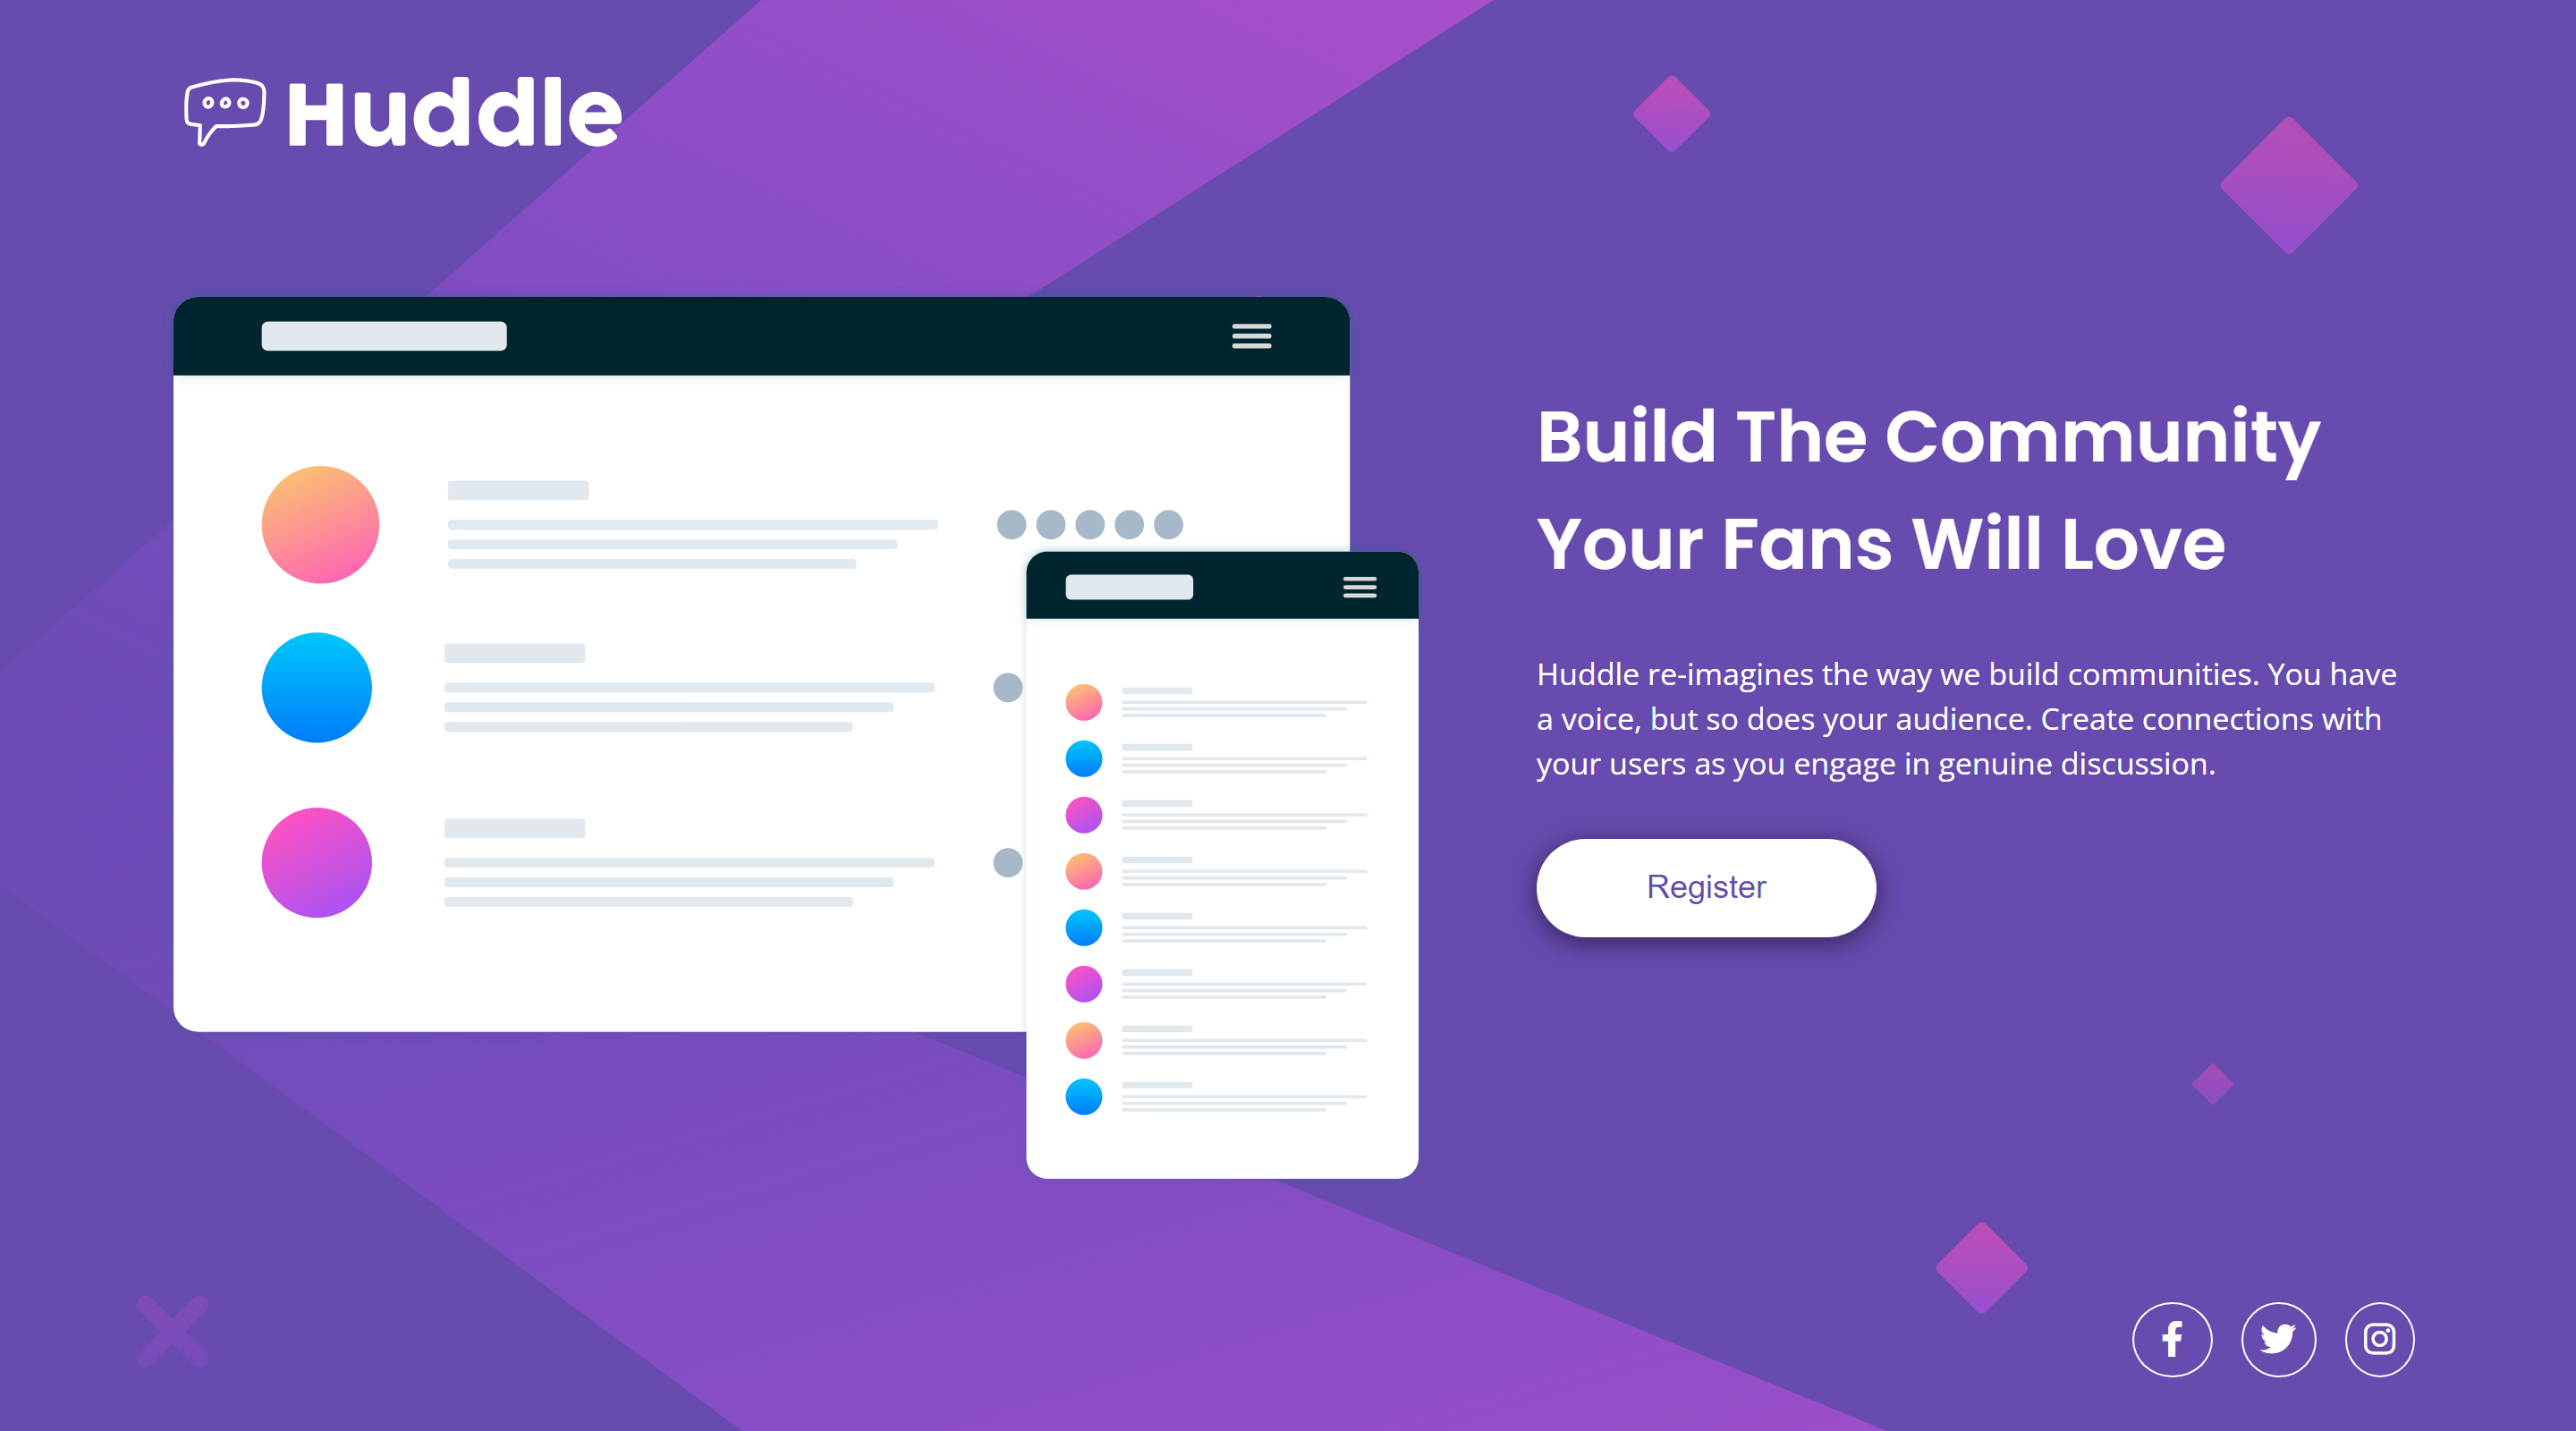 Huddle
Build The Community
Your Fans Will Love
Huddle re-imagines the way we build communities. You have
a voice, but so does your audience. Create connections with
your users as you engage in genuine discussion.
Register